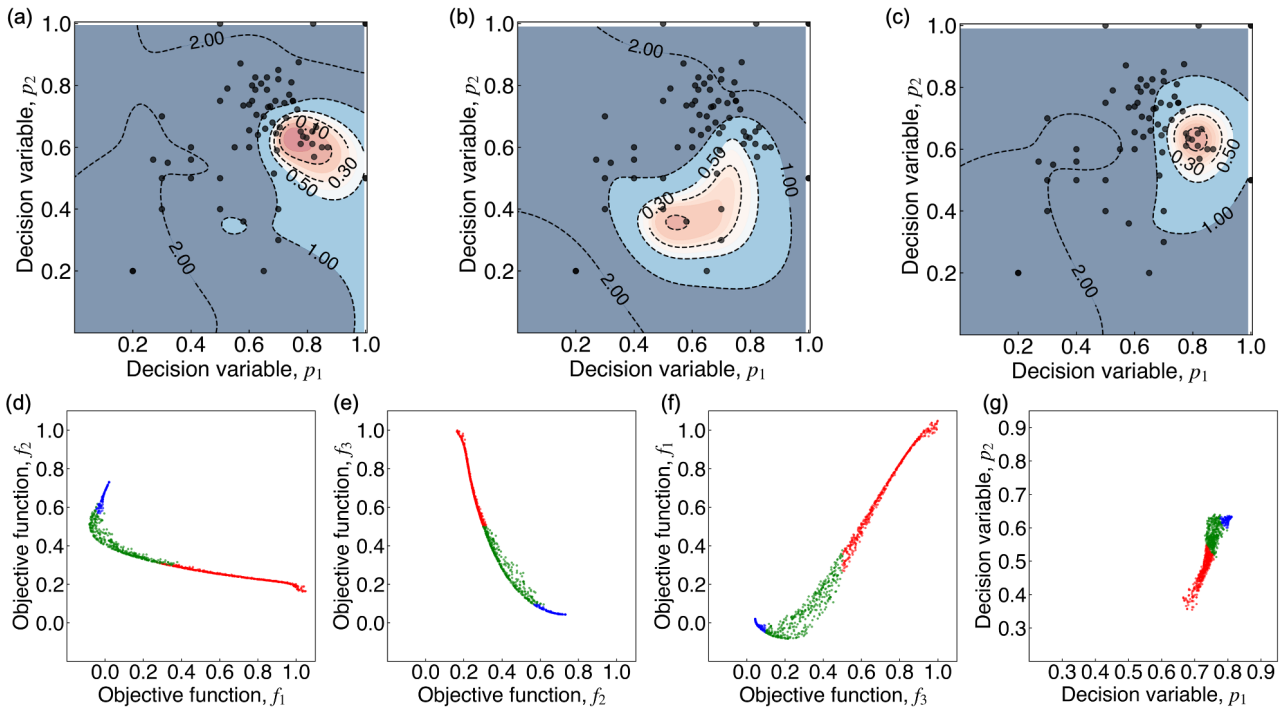 (a)
Decision variable, p2
1.0
0.8
0.6
0.4
0.2
2.00
0.10
0.30
0.50
1.00
2.00
0.2 0.4 0.6 0.8 1.0
Decision variable, p1
(b)
Decision variable, p2
1.0
0.8
0.6
0.4
0.2
2.00
0.50
1.00
0.30
2.00
0.2 0.4 0.6 0.8 1.0
Decision variable, p1
(c)
Decision variable, p2
1.0
0.8
0.6
0.4
0.2
0.30
0.50
1.00
2.00
0.2 0.4 0.6 0.8 1.0
Decision variable, p1
(d)
Objective function, f2
1.0
0.8
0.6
0.4
0.2
0.0
0.0 0.2 0.4 0.6 0.8 1.0
Objective function, f1
(e)
Objective function, f3
1.0
0.8
0.6
0.4
0.2
0.0
0.0 0.2 0.4 0.6 0.8 1.0
Objective function, f2
(f)
Objective function, f1
1.0
0.8
0.6
0.4
0.2
0.0
0.0 0.2 0.4 0.6 0.8 1.0
Objective function, f3
(g)
Decision variable, p2
0.9
0.8
0.7
0.6
0.5
0.4
0.3
0.3 0.4 0.5 0.6 0.7 0.8 0.9
Decision variable, p1